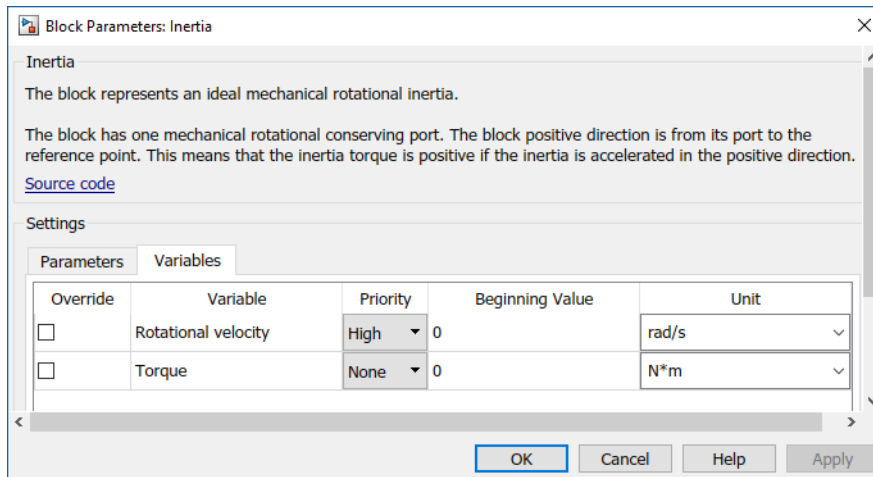 Block Parameters: Inertia
Inertia
The block represents an ideal mechanical rotational inertia.
The block has one mechanical rotational conserving port. The block positive direction is from its port to the
reference point. This means that the inertia torque is positive if the inertia is accelerated in the positive direction.
Source code
Settings
Parameters Variables
Override Variable Priority Beginning Value Unit
Rotational velocity High 0 rad/s
Torque None 0 N*m
OK Cancel Help Apply